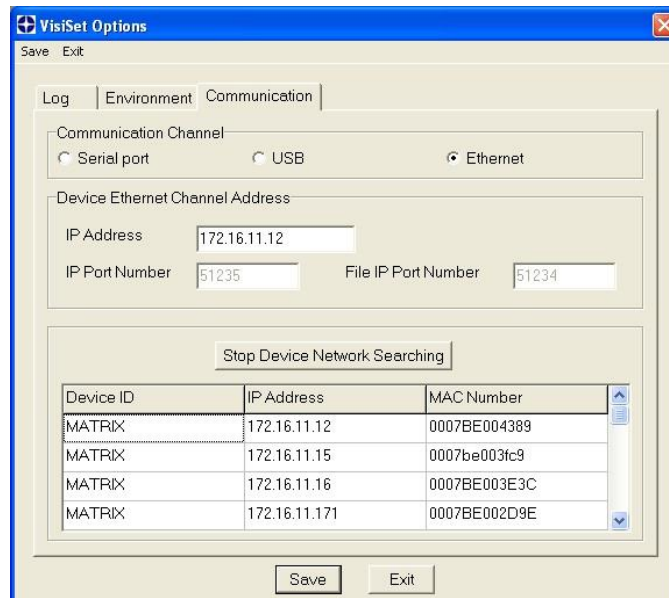 VisiSet Options
Save Exit
Log Environment Communication
Communication Channel
Serial port USB Ethernet
Device Ethernet Channel Address
IP Address 172.16.11.12
IP Port Number 51235 File IP Port Number 51234
Stop Device Network Searching
Device ID IP Address MAC Number
MATRIX 172.16.11.12 0007BE004389
MATRIX 172.16.11.15 0007be003fc9
MATRIX 172.16.11.16 0007BE003E3C
MATRIX 172.16.11.171 0007BE002D9E
Save Exit